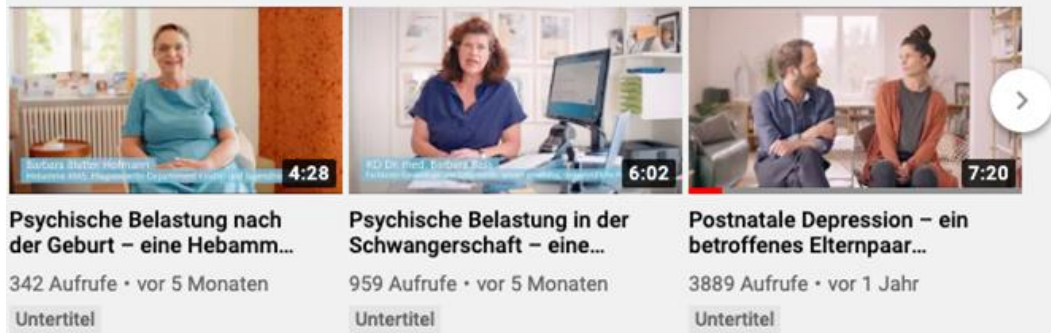 Barbara Blatter Hofmann
4:28
Psychische Belastung nach
der Geburt – eine Hebamm...
342 Aufrufe • vor 5 Monaten
Untertitel
KD Dr. med. Barbara
6:02
Psychische Belastung in der
Schwangerschaft – eine...
959 Aufrufe • vor 5 Monaten
Untertitel
7:20
Postnatale Depression – ein
betroffenes Elternpaar...
3889 Aufrufe • vor 1 Jahr
Untertitel